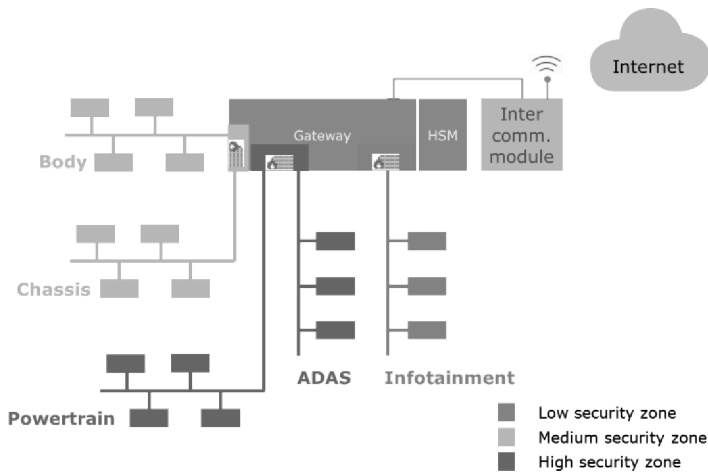 Internet
Inter
comm.
module
Gateway
HSM
Body
Chassis
ADAS
Infotainment
Powertrain
Low security zone
Medium security zone
High security zone